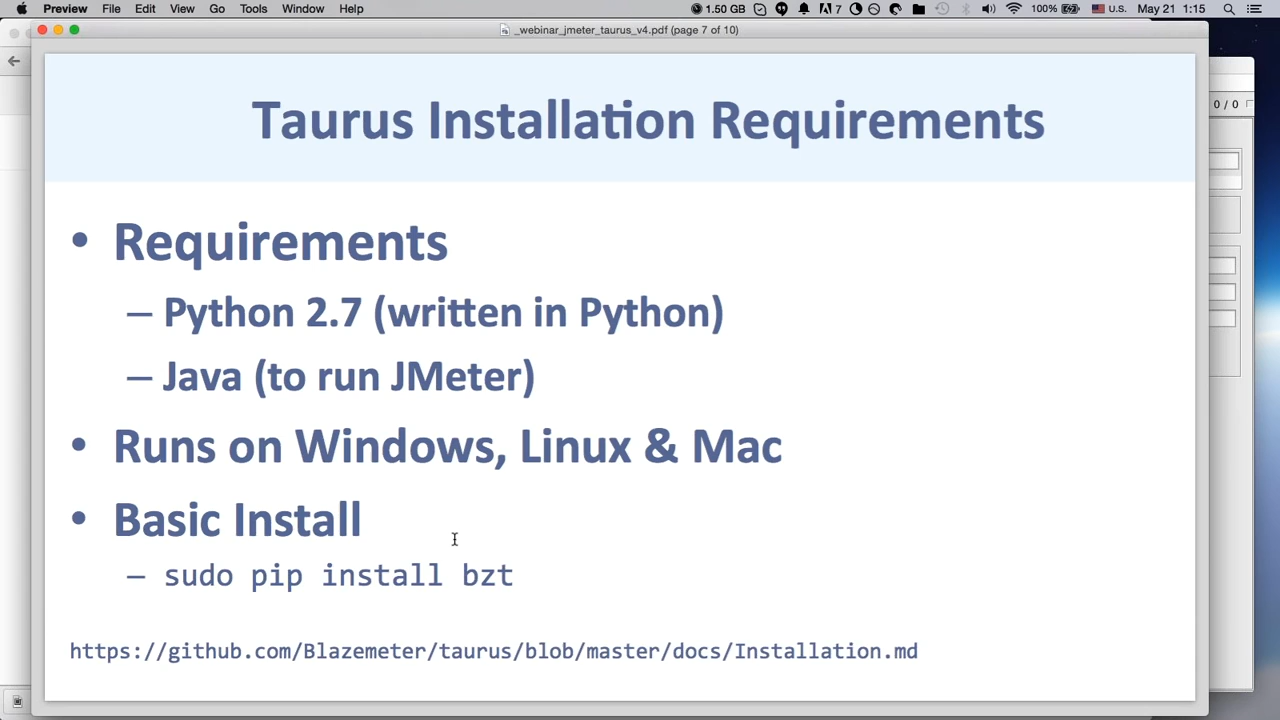 Preview File Edit View Go Tools Window Help 1.50 GB 7 100% U.S. May 21 1:15
_webinar_jmeter_taurus_v4.pdf (page 7 of 10)
0 / 0
Taurus Installation Requirements
• Requirements
– Python 2.7 (written in Python)
– Java (to run JMeter)
• Runs on Windows, Linux & Mac
• Basic Install
– sudo pip install bzt
https://github.com/Blazemeter/taurus/blob/master/docs/Installation.md